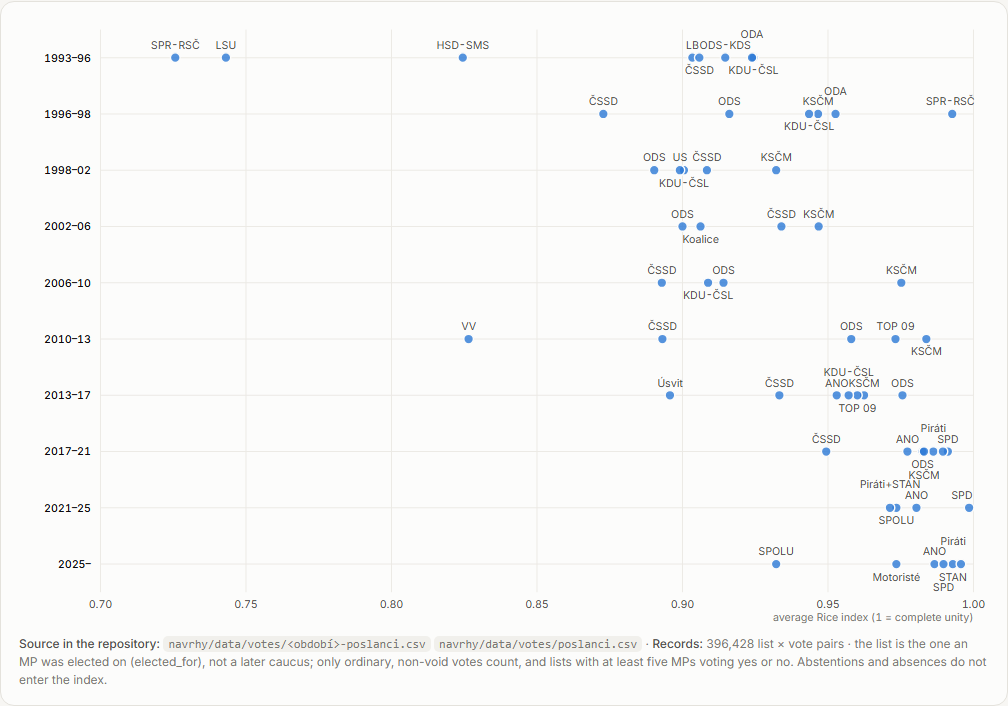 ODA
SPR-RSČ LSU HSD-SMS LBODS-KDS
1993–96
ČSSD KDU-ČSL
ODA
ČSSD ODS KSČM SPR-RSČ
1996–98
KDU-ČSL
ODS US ČSSD KSČM
1998–02
KDU-ČSL
ODS ČSSD KSČM
2002–06
Koalice
ČSSD ODS KSČM
2006–10
KDU-ČSL
VV ČSSD ODS TOP 09
2010–13
KSČM
KDU-ČSL
Úsvit ČSSD ANOKSČM ODS
2013–17
TOP 09
Piráti
ČSSD ANO SPD
2017–21
ODS
KSČM
Piráti+STAN
ANO SPD
2021–25
SPOLU
Piráti
SPOLU ANO
2025–
Motoristé STAN
SPD
0.70 0.75 0.80 0.85 0.90 0.95 1.00
average Rice index (1 = complete unity)
Source in the repository: navrhy/data/votes/<období>-poslanci.csv navrhy/data/votes/poslanci.csv · Records: 396,428 list × vote pairs · the list is the one an
MP was elected on (elected_for), not a later caucus; only ordinary, non-void votes count, and lists with at least five MPs voting yes or no. Abstentions and absences do not
enter the index.